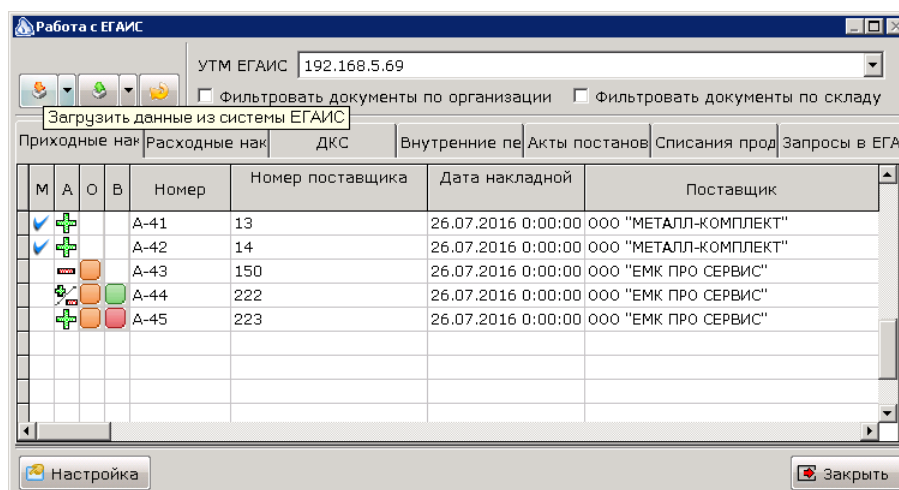 Работа с ЕГАИС
УТМ ЕГАИС 192.168.5.69
Фильтровать документы по организации Фильтровать документы по складу
Загрузить данные из системы ЕГАИС
Приходные нак Расходные нак ДКС Внутренние пе Акты постанов Списания прод Запросы в ЕГА
М А О В Номер Номер поставщика Дата накладной Поставщик
А-41 13 26.07.2016 0:00:00 ООО "МЕТАЛЛ-КОМПЛЕКТ"
А-42 14 26.07.2016 0:00:00 ООО "МЕТАЛЛ-КОМПЛЕКТ"
А-43 150 26.07.2016 0:00:00 ООО "ЕМК ПРО СЕРВИС"
А-44 222 26.07.2016 0:00:00 ООО "ЕМК ПРО СЕРВИС"
А-45 223 26.07.2016 0:00:00 ООО "ЕМК ПРО СЕРВИС"
Настройка Закрыть